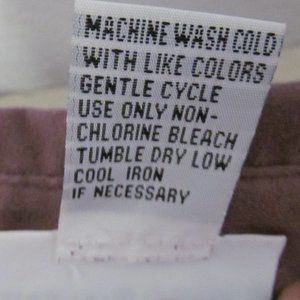 MACHINE WASH COLD
WITH LIKE COLORS
GENTLE CYCLE
USE ONLY NON-
CHLORINE BLEACH
TUMBLE DRY LOW
COOL IRON
IF NECESSARY